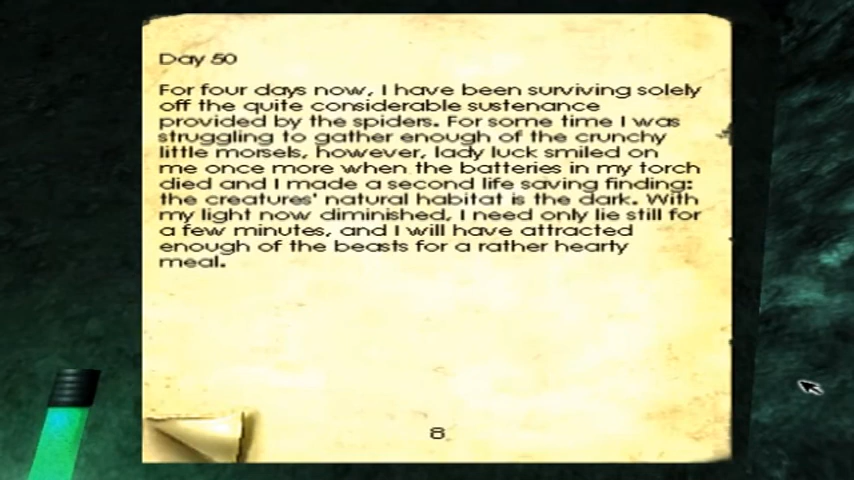 Day 50
For four days now, I have been surviving solely
off the quite considerable sustenance
provided by the spiders. For some time I was
struggling to gather enough of the crunchy
little morsels, however, lady luck smiled on
me once more when the batteries in my torch
died and I made a second life saving finding:
the creatures' natural habitat is the dark. With
my light now diminished, I need only lie still for
a few minutes, and I will have attracted
enough of the beasts for a rather hearty
meal.
8